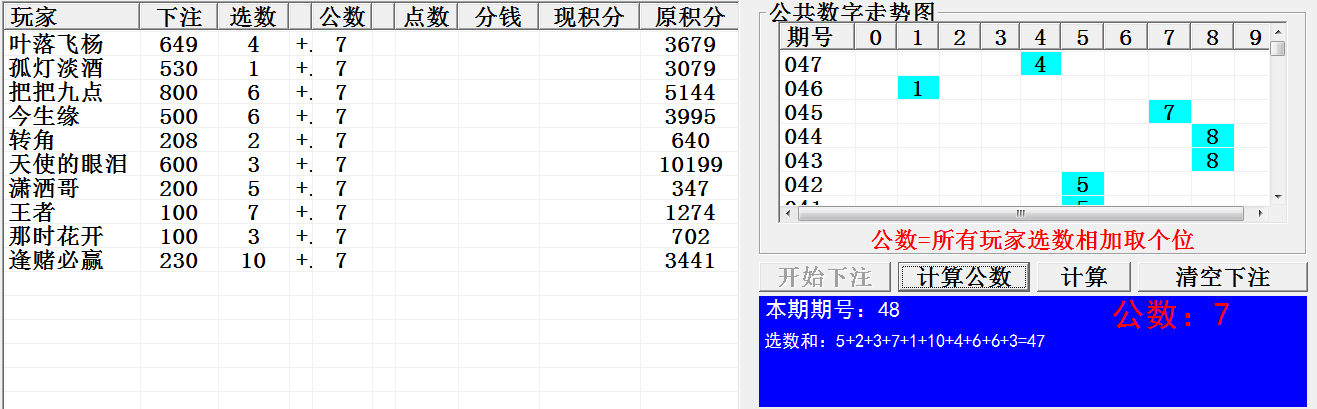 玩家 下注 选数 公数 点数 分钱 现积分 原积分
叶落飞杨 649 4 +. 7 3679
孤灯淡酒 530 1 +. 7 3079
把把九点 800 6 +. 7 5144
今生缘 500 6 +. 7 3995
转角 208 2 +. 7 640
天使的眼泪 600 3 +. 7 10199
潇洒哥 200 5 +. 7 347
王者 100 7 +. 7 1274
那时花开 100 3 +. 7 702
逢赌必赢 230 10 +. 7 3441
公共数字走势图
期号 0 1 2 3 4 5 6 7 8 9
047 4
046 1
045 7
044 8
043 8
042 5
公数=所有玩家选数相加取个位
开始下注 计算公数 计算 清空下注
本期期号：48 公数：7
选数和：5+2+3+7+1+10+4+6+6+3=47